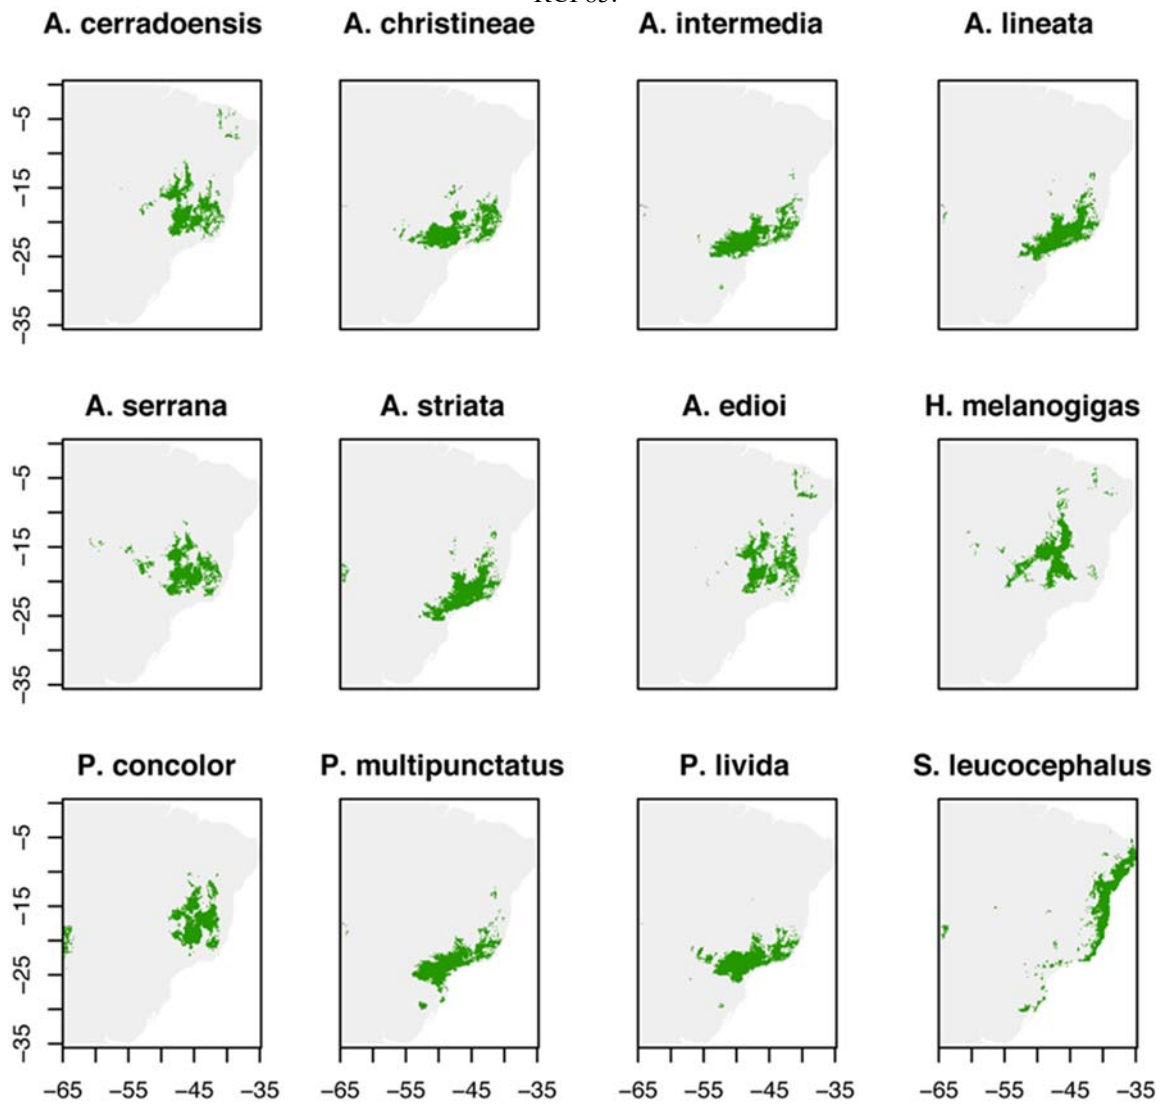 RCP85.
A. cerradoensis A. christineae A. intermedia A. lineata
−5
−15
−25
−35
A. serrana A. striata A. edioi H. melanogigas
−5
−15
−25
−35
P. concolor P. multipunctatus P. livida S. leucocephalus
−5
−15
−25
−35
−65 −55 −45 −35 −65 −55 −45 −35 −65 −55 −45 −35 −65 −55 −45 −35